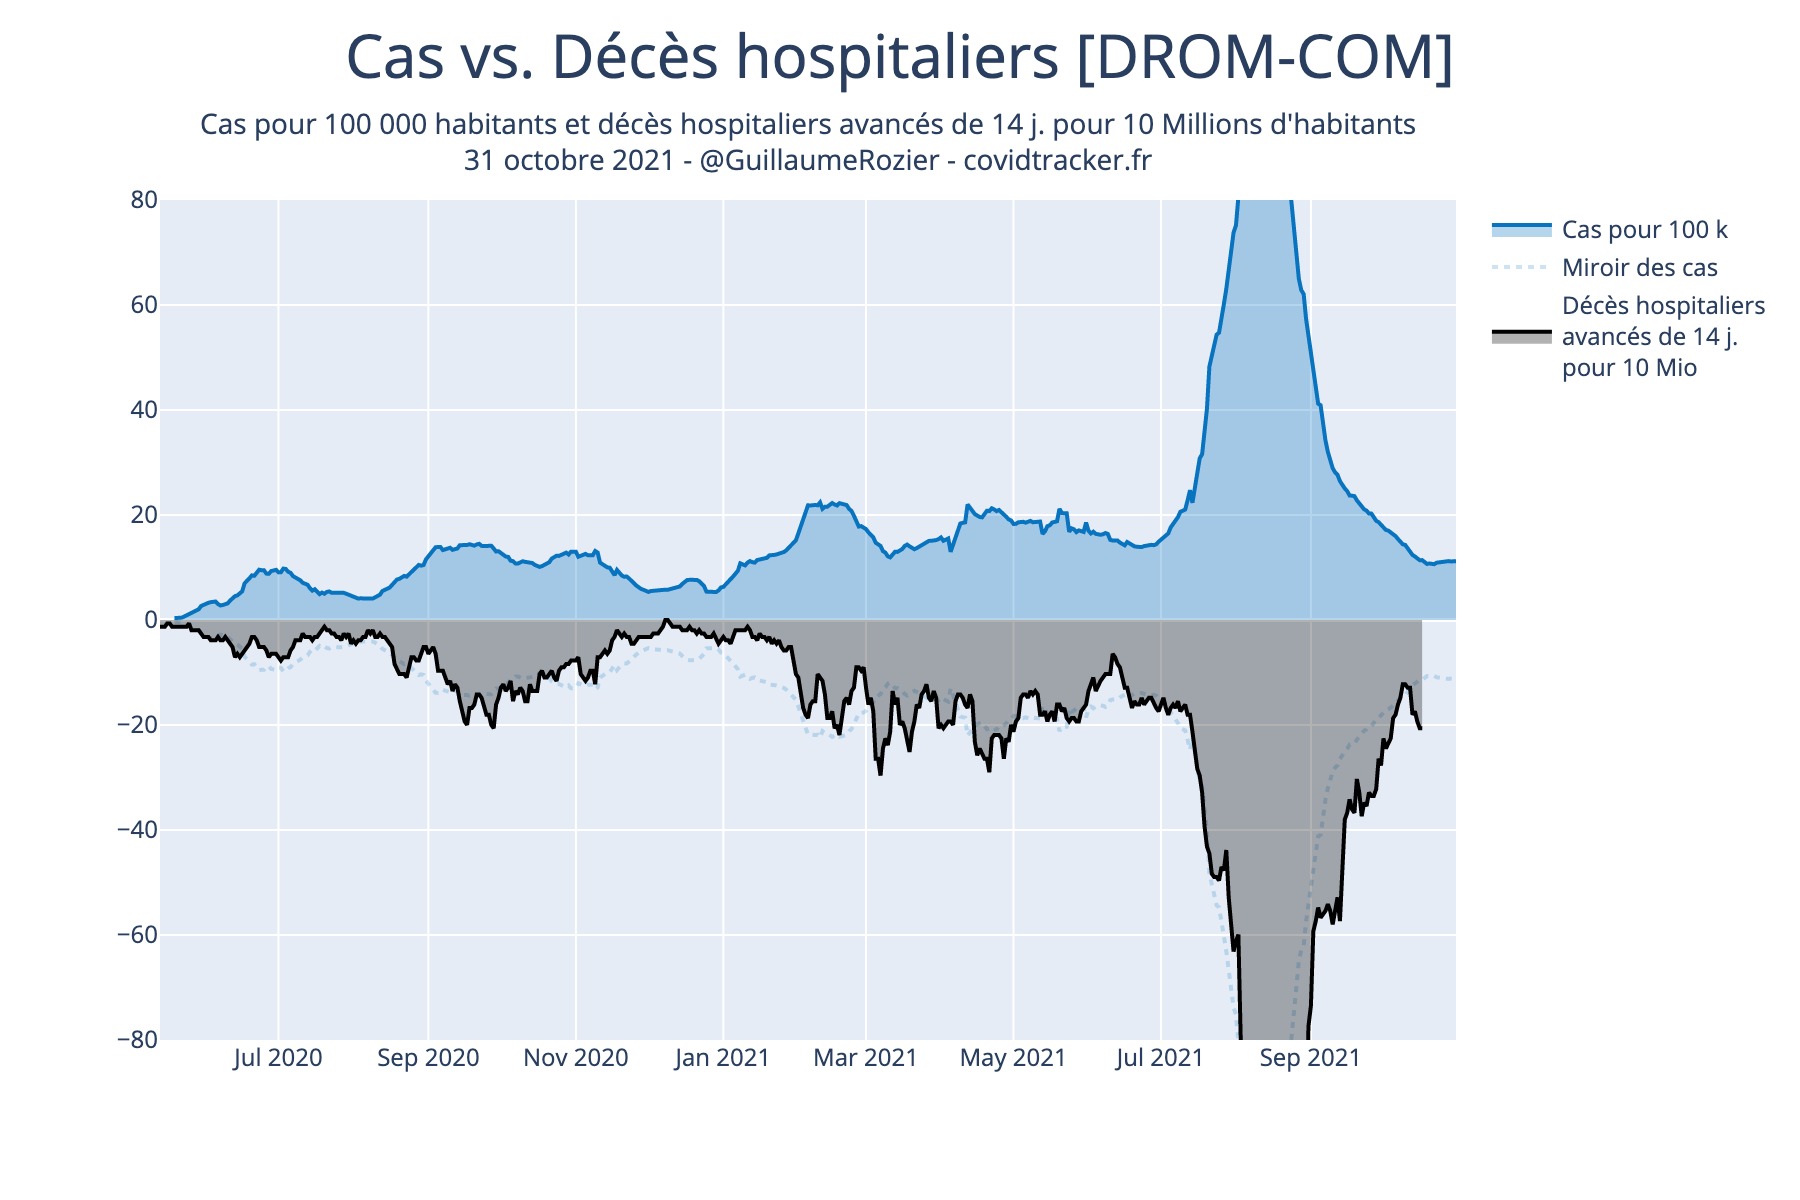 Cas vs. Décès hospitaliers [DROM-COM]
Cas pour 100 000 habitants et décès hospitaliers avancés de 14 j. pour 10 Millions d'habitants
31 octobre 2021 - @GuillaumeRozier - covidtracker.fr
80
60
40
20
0
−20
−40
−60
−80
Jul 2020
Sep 2020
Nov 2020
Jan 2021
Mar 2021
May 2021
Jul 2021
Sep 2021
Cas pour 100 k
Miroir des cas
Décès hospitaliers
avancés de 14 j.
pour 10 Mio